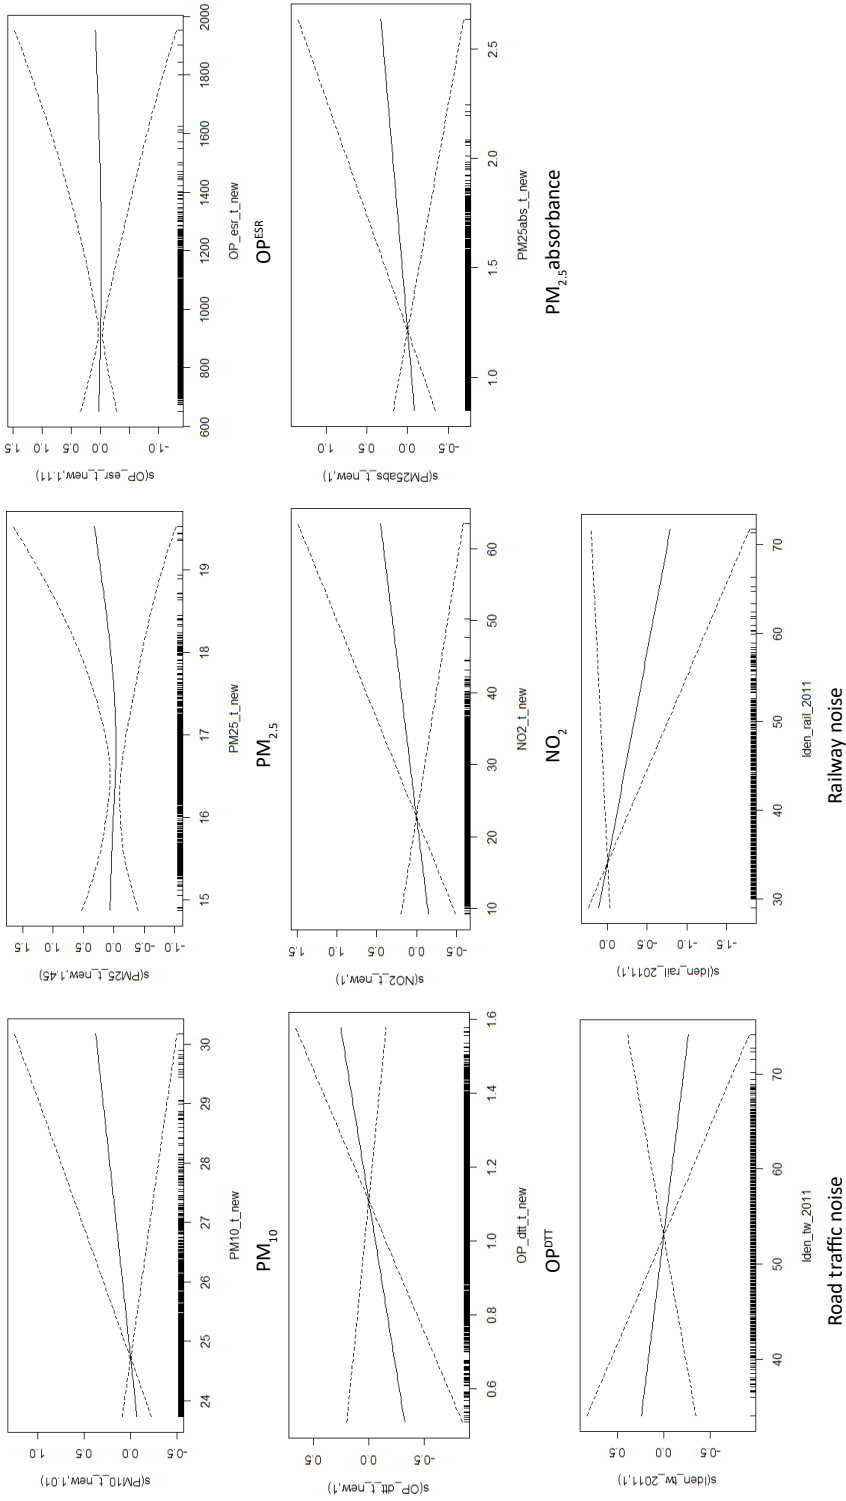 s(PM10_t_new,1.01)
-0.5 0.0 0.5 1.0
24 25 26 27 28 29 30
PM10_t_new
PM10
s(PM25_t_new,1.45)
-1.0 -0.5 0.0 0.5 1.0 1.5
15 16 17 18 19
PM25_t_new
PM2.5
s(OP_esr_t_new,1.11)
-1.0 0.0 0.5 1.0 1.5
600 800 1000 1200 1400 1600 1800 2000
OP_esr_t_new
OPESR
s(OP_dtt_t_new,1)
-0.5 0.0 0.5
0.6 0.8 1.0 1.2 1.4 1.6
OP_dtt_t_new
OPDTT
s(NO2_t_new,1)
-0.5 0.0 0.5 1.0 1.5
10 20 30 40 50 60
NO2_t_new
NO2
s(PM25abs_t_new,1)
-0.5 0.0 0.5 1.0
1.0 1.5 2.0 2.5
PM25abs_t_new
PM2.5 absorbance
s(lden_tw_2011,1)
-0.5 0.0 0.5
40 50 60 70
lden_tw_2011
Road traffic noise
s(lden_rail_2011,1)
-1.5 -1.0 -0.5 0.0
30 40 50 60 70
lden_rail_2011
Railway noise